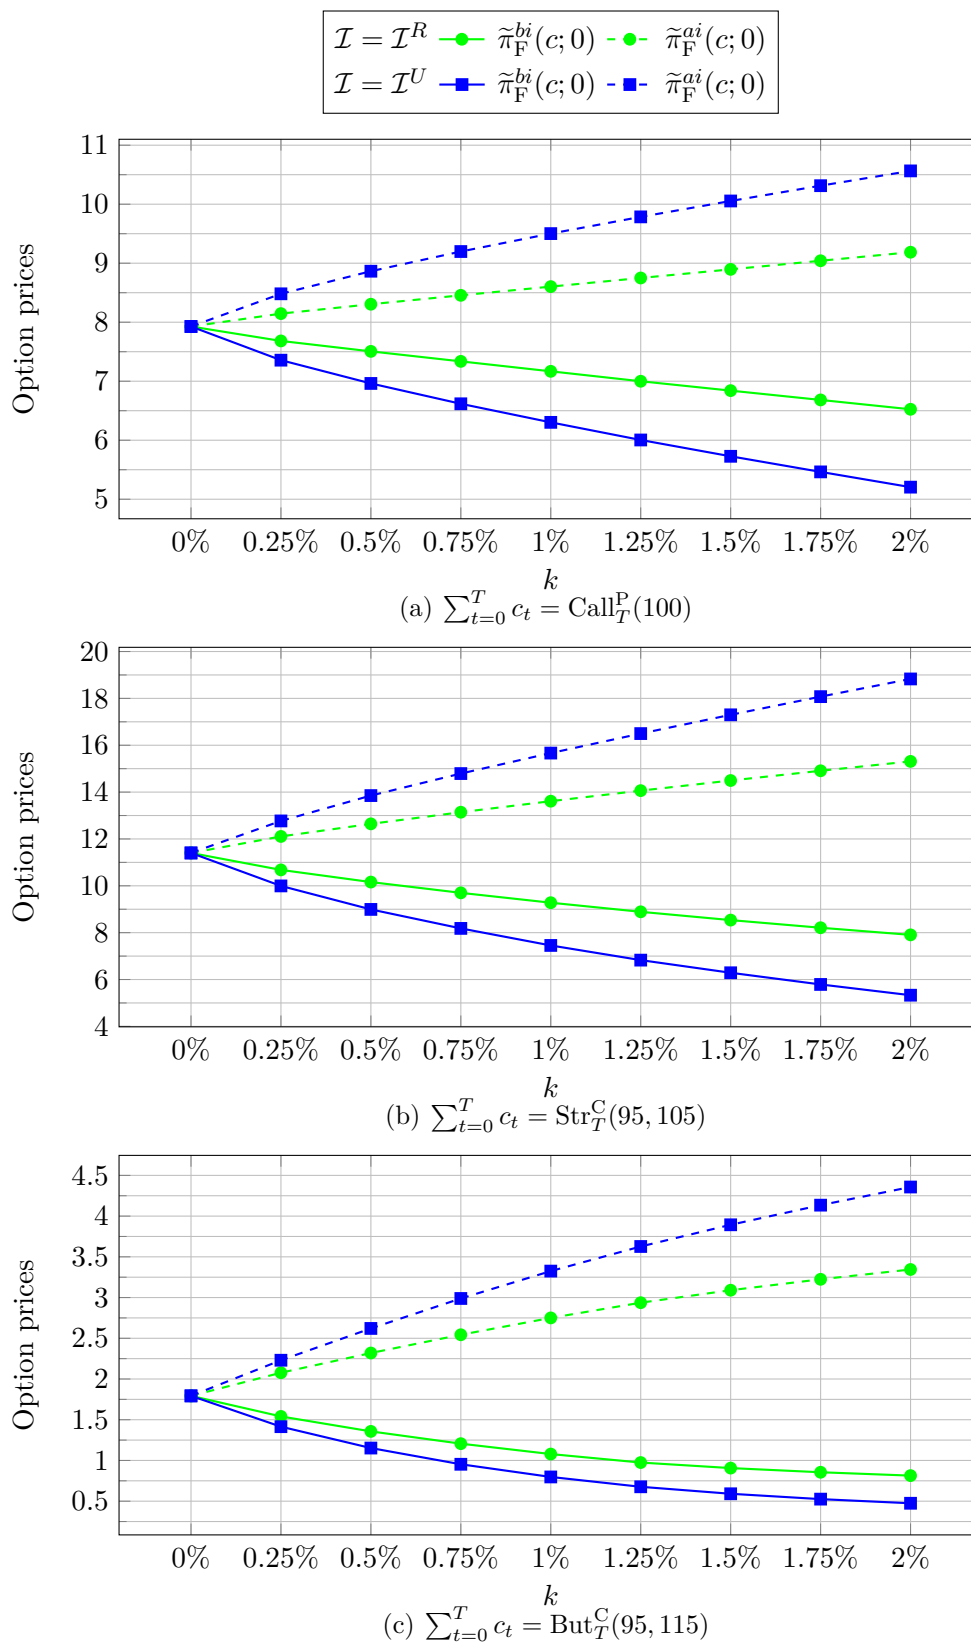 ℐ = ℐ^R π̃_F^{bi}(c; 0) π̃_F^{ai}(c; 0)
ℐ = ℐ^U π̃_F^{bi}(c; 0) π̃_F^{ai}(c; 0)
11
10
9
8
7
6
5
Option prices
0% 0.25% 0.5% 0.75% 1% 1.25% 1.5% 1.75% 2%
k
(a) ∑_{t=0}^T c_t = Call_T^P(100)
20
18
16
14
12
10
8
6
4
Option prices
0% 0.25% 0.5% 0.75% 1% 1.25% 1.5% 1.75% 2%
k
(b) ∑_{t=0}^T c_t = Str_T^C(95, 105)
4.5
4
3.5
3
2.5
2
1.5
1
0.5
Option prices
0% 0.25% 0.5% 0.75% 1% 1.25% 1.5% 1.75% 2%
k
(c) ∑_{t=0}^T c_t = But_T^C(95, 115)